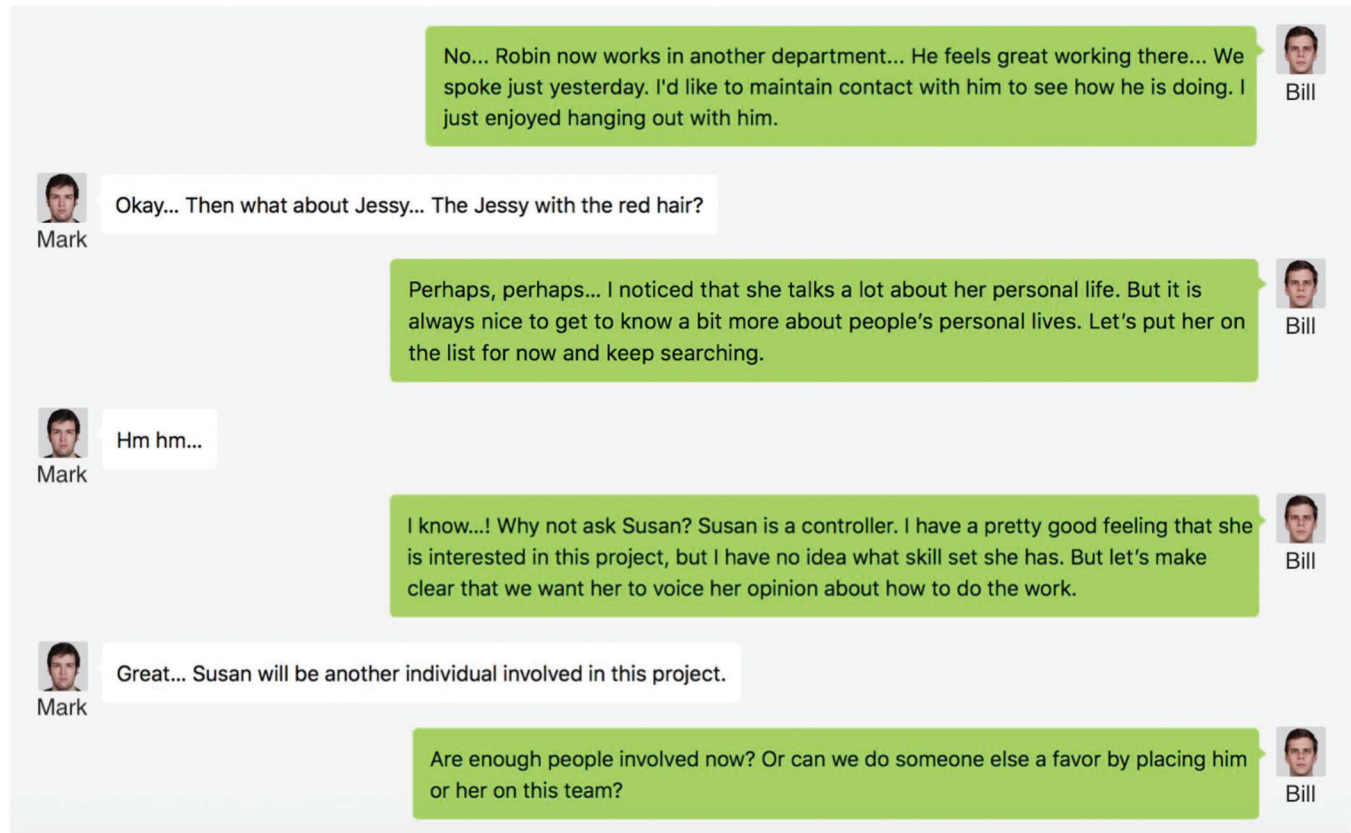 No... Robin now works in another department... He feels great working there... We
spoke just yesterday. I'd like to maintain contact with him to see how he is doing. I
just enjoyed hanging out with him.
Bill
Okay... Then what about Jessy... The Jessy with the red hair?
Mark
Perhaps, perhaps... I noticed that she talks a lot about her personal life. But it is
always nice to get to know a bit more about people’s personal lives. Let’s put her on
the list for now and keep searching.
Bill
Hm hm...
Mark
I know...! Why not ask Susan? Susan is a controller. I have a pretty good feeling that she
is interested in this project, but I have no idea what skill set she has. But let’s make
clear that we want her to voice her opinion about how to do the work.
Bill
Great... Susan will be another individual involved in this project.
Mark
Are enough people involved now? Or can we do someone else a favor by placing him
or her on this team?
Bill